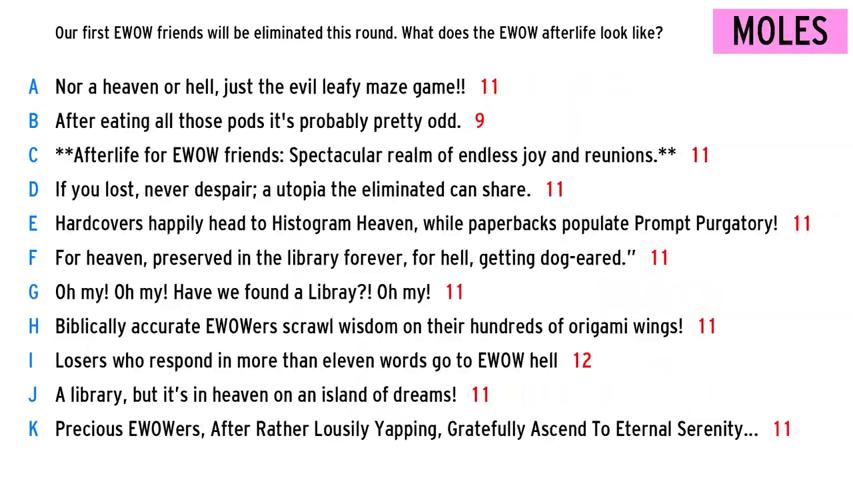 Our first EWOW friends will be eliminated this round. What does the EWOW afterlife look like?
MOLES
A Nor a heaven or hell, just the evil leafy maze game!! 11
B After eating all those pods it's probably pretty odd. 9
C **Afterlife for EWOW friends: Spectacular realm of endless joy and reunions.** 11
D If you lost, never despair; a utopia the eliminated can share. 11
E Hardcovers happily head to Histogram Heaven, while paperbacks populate Prompt Purgatory! 11
F For heaven, preserved in the library forever, for hell, getting dog-eared.” 11
G Oh my! Oh my! Have we found a Libray?! Oh my! 11
H Biblically accurate EWOWers scrawl wisdom on their hundreds of origami wings! 11
I Losers who respond in more than eleven words go to EWOW hell 12
J A library, but it’s in heaven on an island of dreams! 11
K Precious EWOWers, After Rather Lousily Yapping, Gratefully Ascend To Eternal Serenity... 11